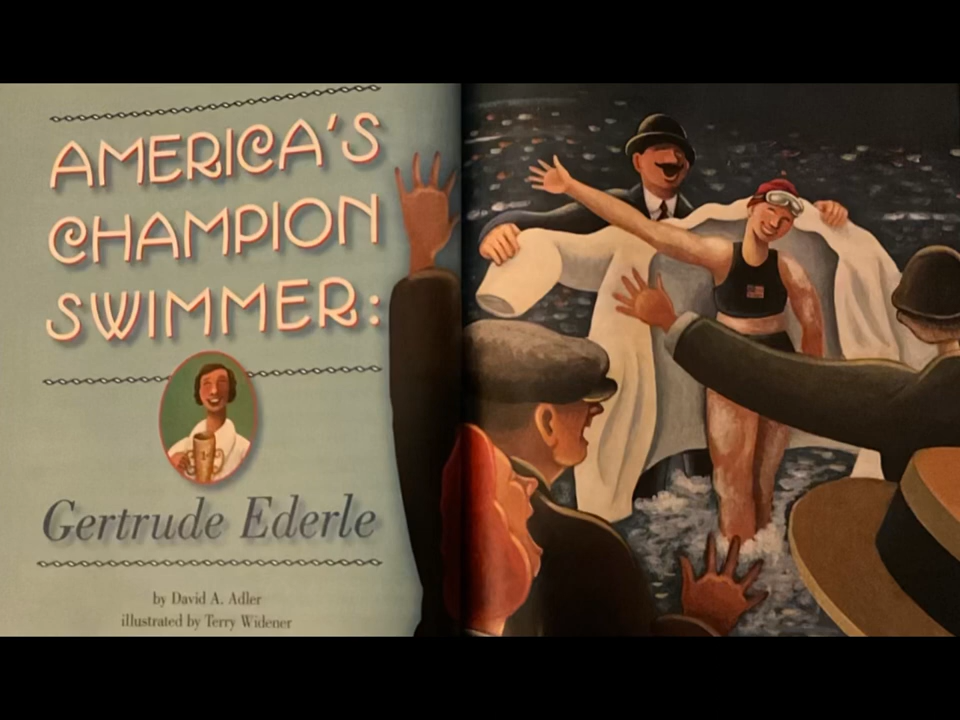 AMERICA'S
CHAMPION
SWIMMER:
Gertrude Ederle
by David A. Adler
illustrated by Terry Widener